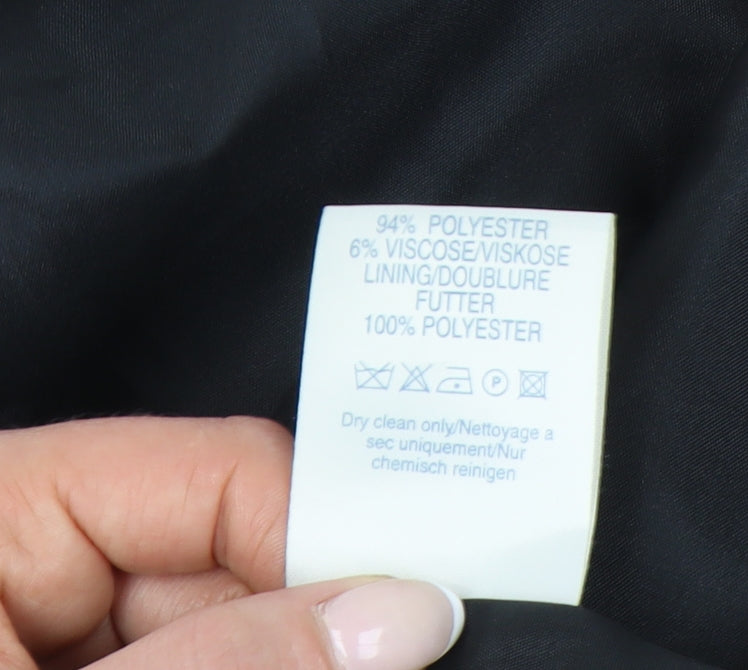 94% POLYESTER
6% VISCOSE/VISKOSE
LINING/DOUBLURE
FUTTER
100% POLYESTER
P
Dry clean only/Nettoyage a
sec uniquement/Nur
chemisch reinigen